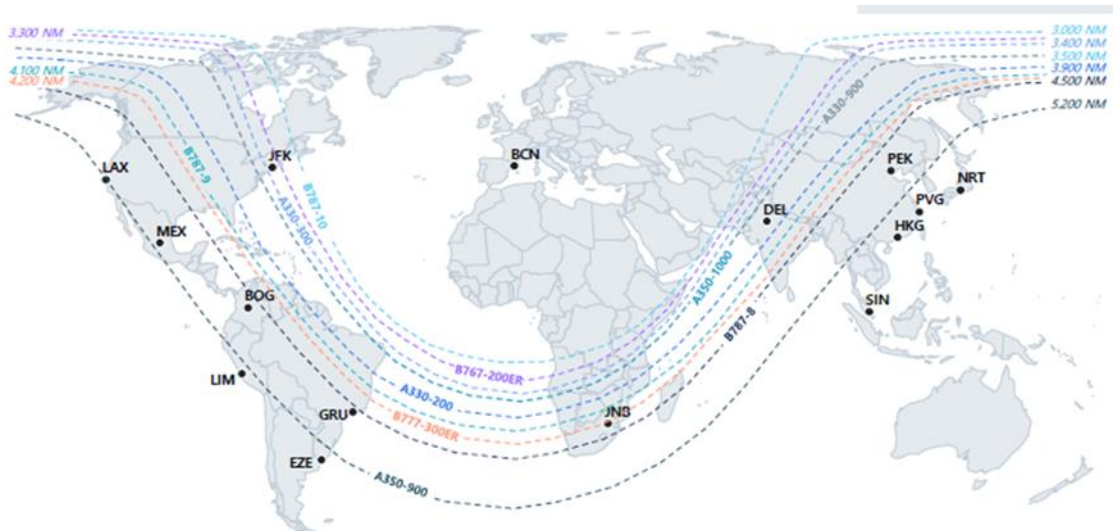 3.300 NM
4.100 NM
4.200 NM
3.000 NM
3.400 NM
3.500 NM
3.900 NM
4.500 NM
5.200 NM
A330-900
LAX
B787-9
JFK
BCN
PEK
NRT
A330-300
B787-10
DEL
PVG
MEX
HKG
A350-1000
BOG
SIN
B787-8
LIM
B767-200ER
A330-200
GRU
B777-300ER
JNB
EZE
A350-900